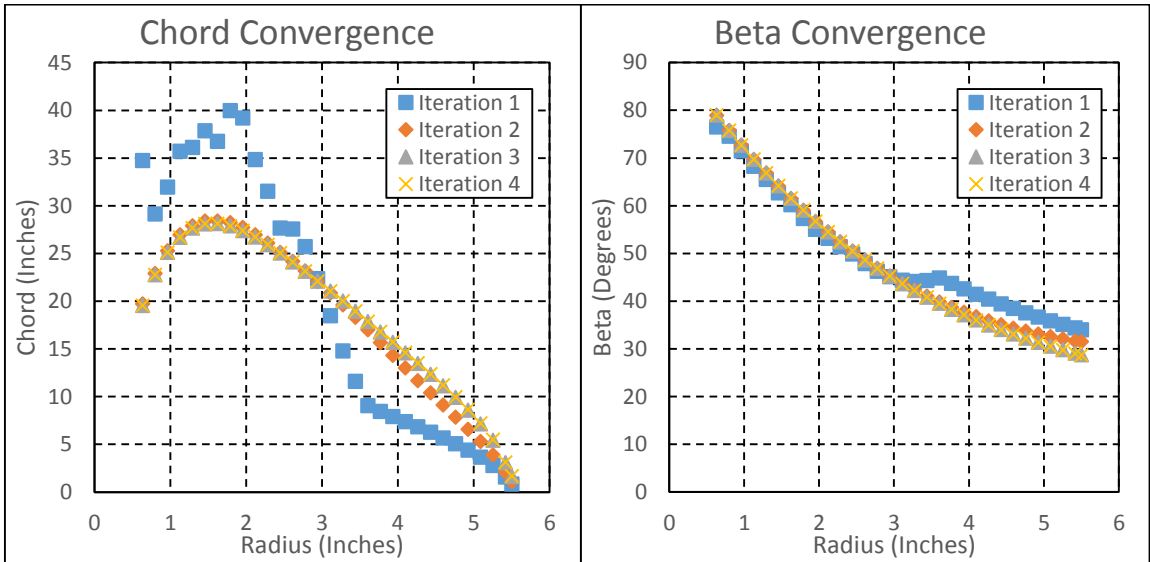 Chord Convergence
45
40
35
30
25
20
15
10
5
0
Chord (Inches)
0 1 2 3 4 5 6
Radius (Inches)
Iteration 1
Iteration 2
Iteration 3
Iteration 4
Beta Convergence
90
80
70
60
50
40
30
20
10
0
Beta (Degrees)
0 1 2 3 4 5 6
Radius (Inches)
Iteration 1
Iteration 2
Iteration 3
Iteration 4